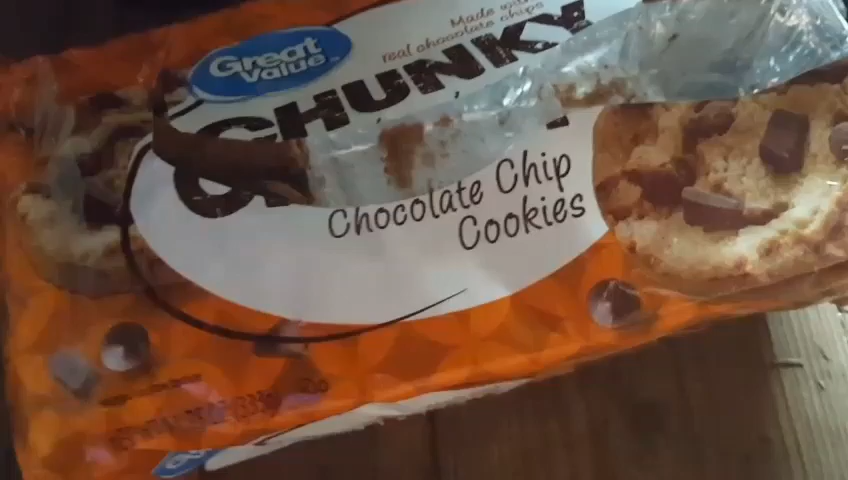 Great
Value
Made with
real chocolate chips
CHUNKY
Chocolate Chip
Cookies